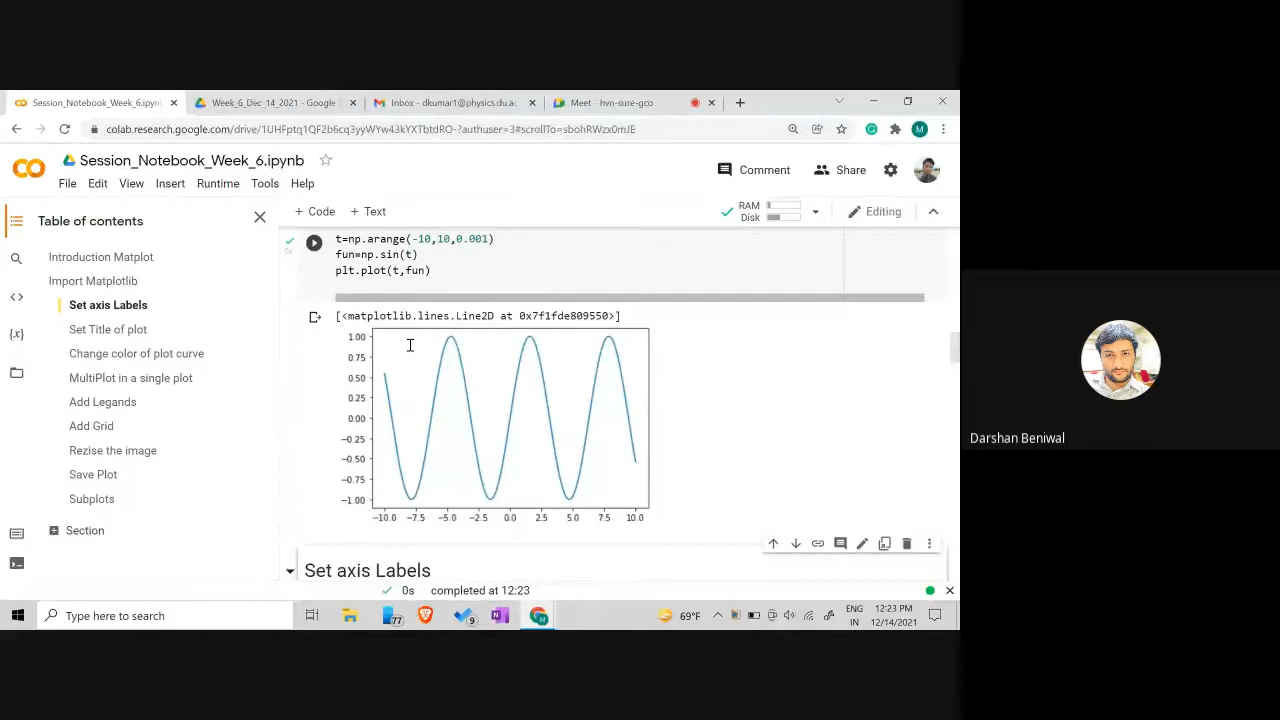 Session_Notebook_Week_6.ipynb
Week_6_Dec_14_2021 - Google
Inbox - dkumar1@physics.du.ac
Meet - hvn-sure-gco
colab.research.google.com/drive/1UHFptq1QF2b6cq3yyWYw43kYXTbtdRO-?authuser=3#scrollTo=sbohRWzx0mJE
M
Session_Notebook_Week_6.ipynb
Comment
Share
File Edit View Insert Runtime Tools Help
Table of contents
+ Code + Text
RAM
Disk
Editing
Introduction Matplot
Import Matplotlib
Set axis Labels
Set Title of plot
Change color of plot curve
MultiPlot in a single plot
Add Legands
Add Grid
Rezise the image
Save Plot
Subplots
Section
t=np.arange(-10,10,0.001)
fun=np.sin(t)
plt.plot(t,fun)
[<matplotlib.lines.Line2D at 0x7f1fde809550>]
1.00
0.75
0.50
0.25
0.00
−0.25
−0.50
−0.75
−1.00
−10.0 −7.5 −5.0 −2.5 0.0 2.5 5.0 7.5 10.0
Set axis Labels
0s completed at 12:23
Type here to search
77
9
M
69°F
ENG
IN
12:23 PM
12/14/2021
Darshan Beniwal